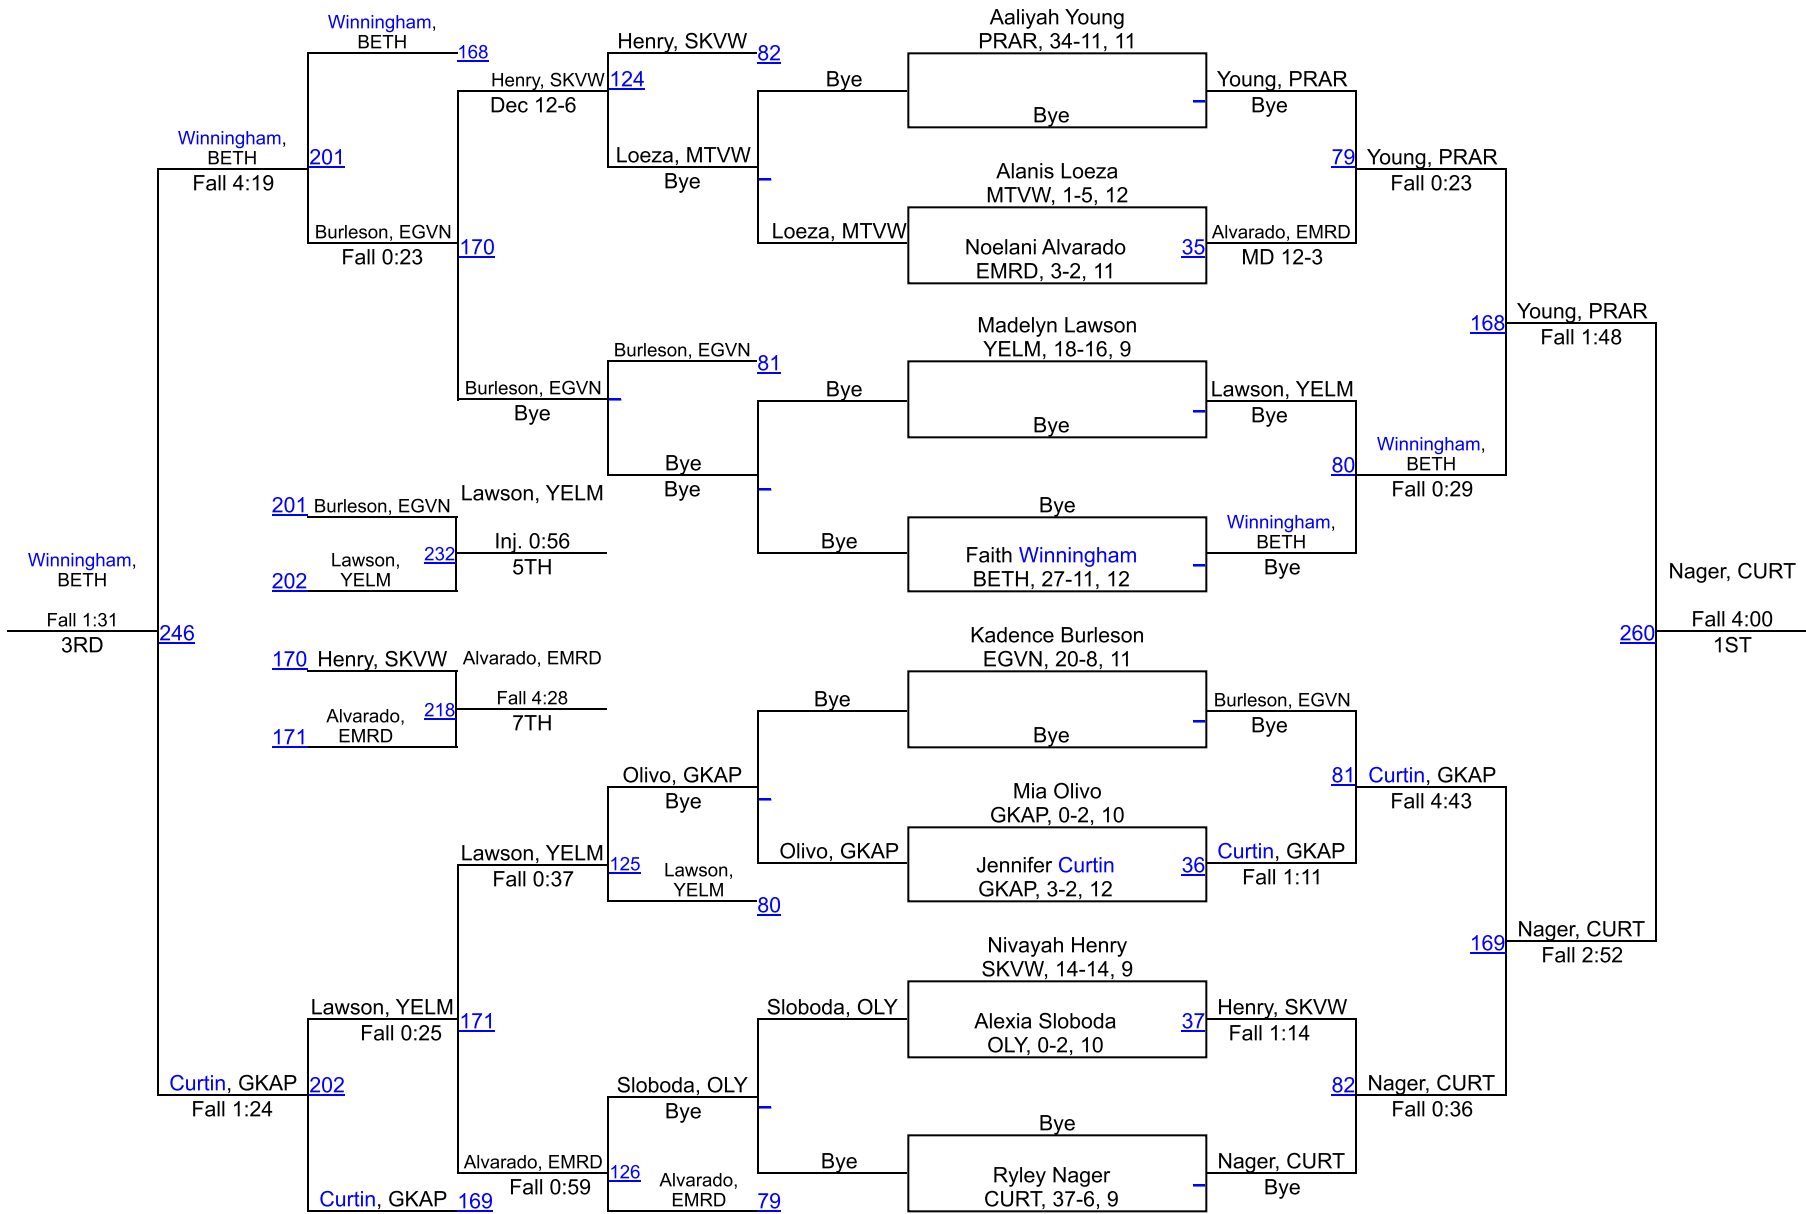 Winningham,
BETH
168
Henry, SKVW
82
Aaliyah Young
PRAR, 34-11, 11
Henry, SKVW
124
Dec 12-6
Bye
Bye
Young, PRAR
Bye
Winningham,
BETH
201
Fall 4:19
Loeza, MTVW
Bye
Alanis Loeza
MTVW, 1-5, 12
79
Young, PRAR
Fall 0:23
Burleson, EGVN
Fall 0:23
170
Loeza, MTVW
Noelani Alvarado
EMRD, 3-2, 11
35
Alvarado, EMRD
MD 12-3
Madelyn Lawson
YELM, 18-16, 9
168
Young, PRAR
Fall 1:48
Burleson, EGVN
81
Burleson, EGVN
Bye
Bye
Bye
Lawson, YELM
Bye
Bye
Bye
80
Winningham,
BETH
Fall 0:29
201
Burleson, EGVN
Lawson, YELM
Bye
Winningham,
BETH
Bye
Lawson,
YELM
202
232
Inj. 0:56
5TH
Bye
Faith Winningham
BETH, 27-11, 12
Winningham,
BETH
Fall 1:31
3RD
246
Nager, CURT
260
Fall 4:00
1ST
Kadence Burleson
EGVN, 20-8, 11
170
Henry, SKVW
Alvarado, EMRD
Alvarado,
EMRD
171
218
Fall 4:28
7TH
Bye
Bye
Burleson, EGVN
Bye
Olivo, GKAP
Bye
Mia Olivo
GKAP, 0-2, 10
81
Curtin, GKAP
Fall 4:43
Lawson, YELM
Fall 0:37
125
Lawson,
YELM
80
Olivo, GKAP
Jennifer Curtin
GKAP, 3-2, 12
36
Curtin, GKAP
Fall 1:11
Nivayah Henry
SKVW, 14-14, 9
169
Nager, CURT
Fall 2:52
Lawson, YELM
Fall 0:25
171
Sloboda, OLY
Alexia Sloboda
OLY, 0-2, 10
37
Henry, SKVW
Fall 1:14
Curtin, GKAP
202
Fall 1:24
Sloboda, OLY
Bye
82
Nager, CURT
Fall 0:36
Bye
Alvarado, EMRD
Fall 0:59
126
Alvarado,
EMRD
79
Bye
Ryley Nager
CURT, 37-6, 9
Nager, CURT
Bye
Curtin, GKAP
169